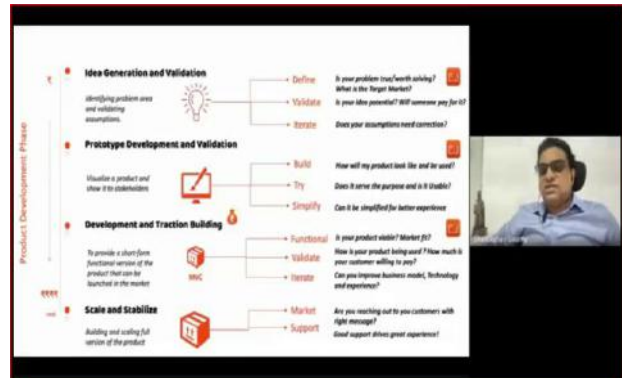 Product Development Phase
₹
Idea Generation and Validation
identifying problem area
and validating
assumptions.
Define
Is your problem true/worth solving?
What is the Target Market?
Validate
Is your idea potential? Will someone pay for it?
Iterate
Does your assumptions need correction?
Prototype Development and Validation
Visualize a product and
show it to stakeholders
Build
How will my product look like and be used?
Try
Does it serve the purpose and is it Usable?
Simplify
Can it be simplified for better experience
Development and Traction Building
To provide a short-form
functional version of the
product that can be
launched in the market
Functional
Is your product viable? Market fit?
Validate
How is your product being used? How much is
your customer willing to pay?
Iterate
Can you improve business model, Technology
and experience?
₹₹₹₹
Scale and Stabilize
Building and scaling full
version of the product
Market
Are you reaching out to you customers with
right message?
Support
Good support drives great experience!